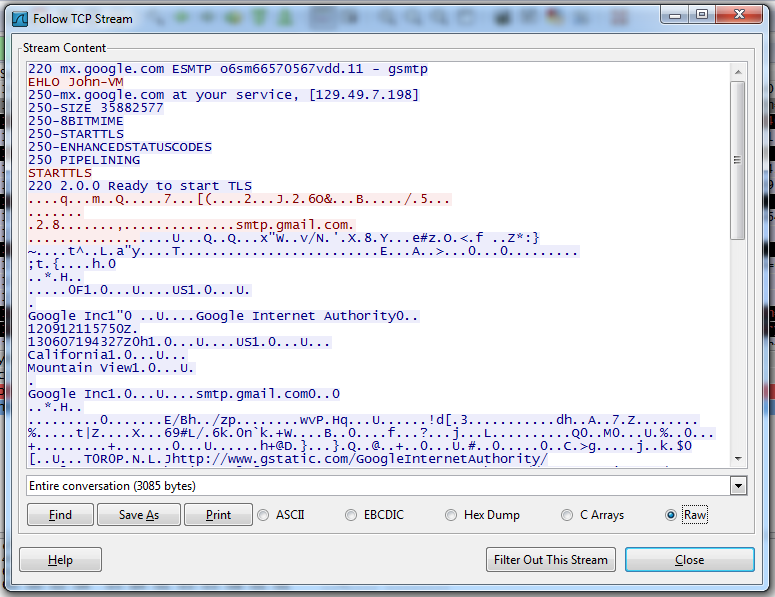 Follow TCP Stream
Stream Content
220 mx.google.com ESMTP o6sm66570567vdd.11 - gsmtp
EHLO John-VM
250-mx.google.com at your service, [129.49.7.198]
250-SIZE 35882577
250-8BITMIME
250-STARTTLS
250-ENHANCEDSTATUSCODES
250 PIPELINING
STARTTLS
220 2.0.0 Ready to start TLS
....q...m..Q.....7...[(....2...J.2.6O&...B...../.5...
.......
.2.8.......,..............smtp.gmail.com.
..................U...Q..Q...x"W..v/N.'.X.8.Y...e#z.O.<.f ..Z*:}
~....t^..L.a"y....T.........................E...A..>...0...0.........
;t.{....h.0
..*.H..
.....0F1.0...U....US1.0...U.
.
Google Inc1"0 ..U....Google Internet Authority0..
120912115750Z.
130607194327Z0h1.0...U....US1.0...U...
California1.0...U...
Mountain View1.0...U.
.
Google Inc1.0...U....smtp.gmail.com0..0
..*.H..
.........0.......E/Bh../zp........wvP.Hq...U......!d[.3...........dh..A..7.Z........
%.....t|Z....X...69#L/.6k.0n`k.+W....B..O....f...?...j...L..........Q0..M0...U.%..0...
+.........+.......0...U......h+@D.}...}.Q..@..+..0...U.#..0.....0..C.>g.....j..k.$0
[..U...T0R0P.N.L.Jhttp://www.gstatic.com/GoogleInternetAuthority/
Entire conversation (3085 bytes)
Find
Save As
Print
ASCII
EBCDIC
Hex Dump
C Arrays
Raw
Help
Filter Out This Stream
Close